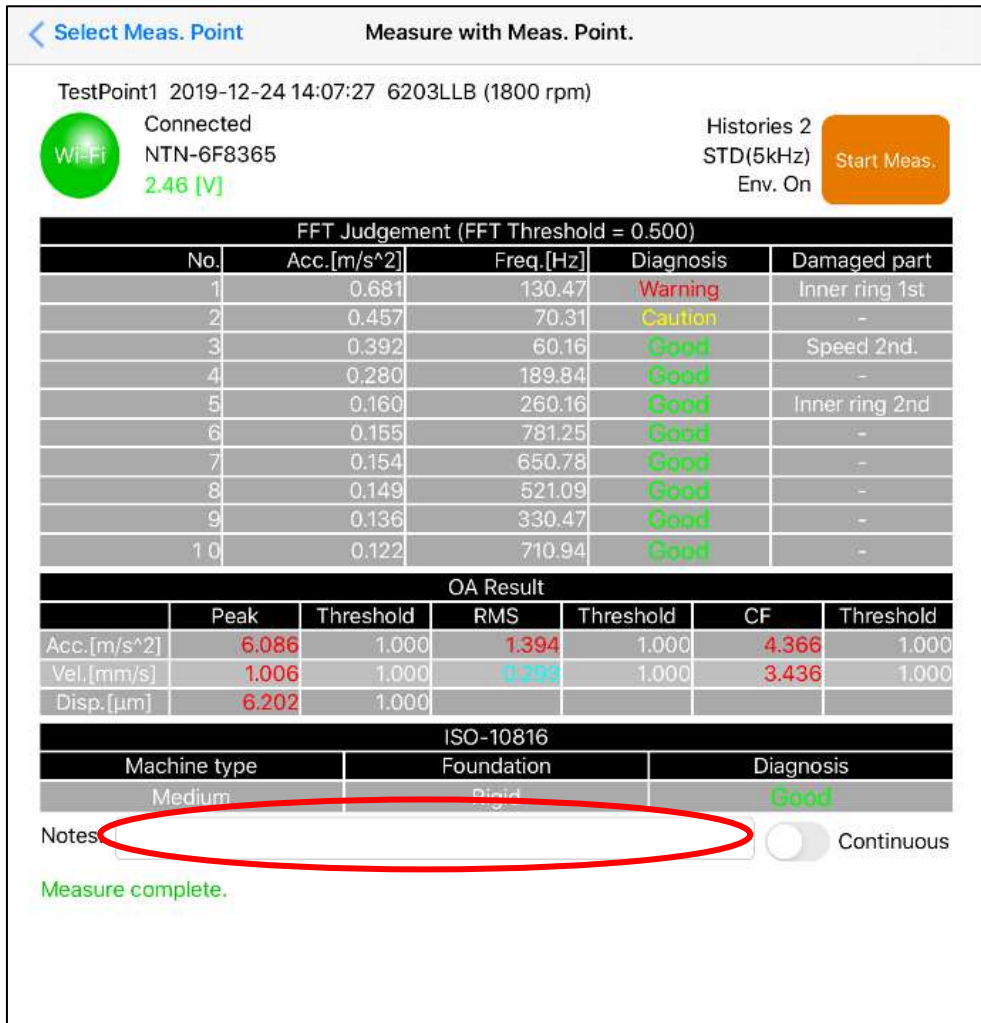 Select Meas. Point Measure with Meas. Point.
TestPoint1 2019-12-24 14:07:27 6203LLB (1800 rpm)
Wi-Fi
Connected
NTN-6F8365
2.46 [V]
Histories 2
STD(5kHz)
Env. On
Start Meas.
FFT Judgement (FFT Threshold = 0.500)
No. Acc.[m/s^2] Freq.[Hz] Diagnosis Damaged part
1 0.681 130.47 Warning Inner ring 1st
2 0.457 70.31 Caution -
3 0.392 60.16 Good Speed 2nd.
4 0.280 189.84 Good -
5 0.160 260.16 Good Inner ring 2nd
6 0.155 781.25 Good -
7 0.154 650.78 Good -
8 0.149 521.09 Good -
9 0.136 330.47 Good -
10 0.122 710.94 Good -
OA Result
Peak Threshold RMS Threshold CF Threshold
Acc.[m/s^2] 6.086 1.000 1.394 1.000 4.366 1.000
Vel.[mm/s] 1.006 1.000 0.293 1.000 3.436 1.000
Disp.[µm] 6.202 1.000
ISO-10816
Machine type Foundation Diagnosis
Medium Rigid Good
Notes: Continuous
Measure complete.